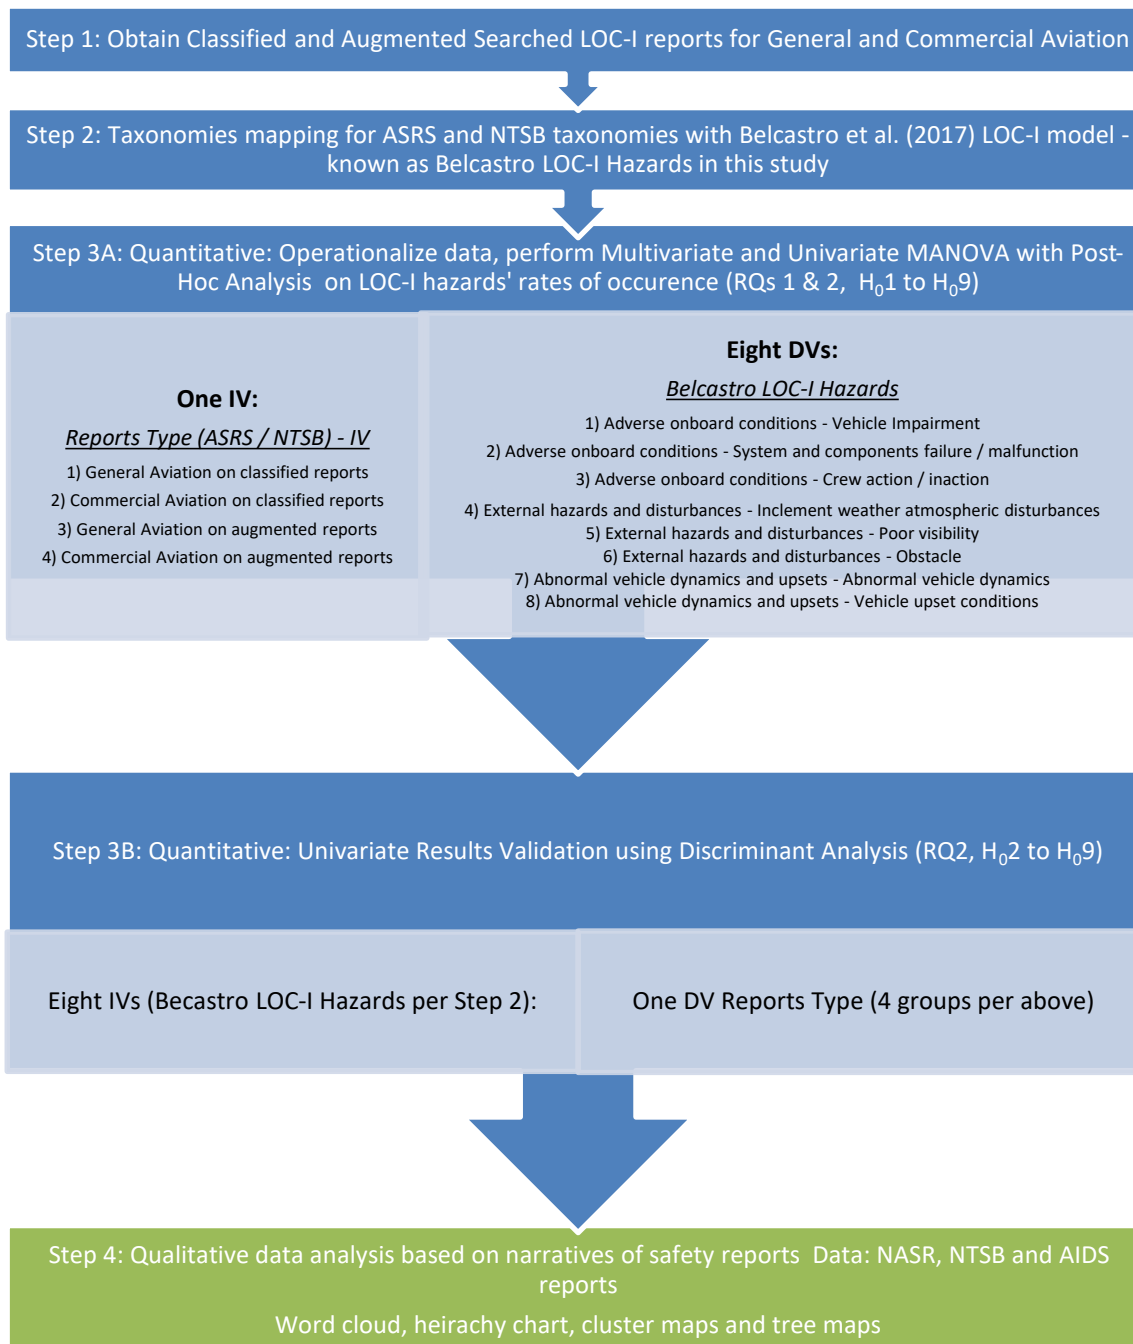 Step 1: Obtain Classified and Augmented Searched LOC-I reports for General and Commercial Aviation
Step 2: Taxonomies mapping for ASRS and NTSB taxonomies with Belcastro et al. (2017) LOC-I model -
known as Belcastro LOC-I Hazards in this study
Step 3A: Quantitative: Operationalize data, perform Multivariate and Univariate MANOVA with Post-
Hoc Analysis on LOC-I hazards' rates of occurence (RQs 1 & 2, H₀1 to H₀9)
One IV:
Reports Type (ASRS / NTSB) - IV
1) General Aviation on classified reports
2) Commercial Aviation on classified reports
3) General Aviation on augmented reports
4) Commercial Aviation on augmented reports
Eight DVs:
Belcastro LOC-I Hazards
1) Adverse onboard conditions - Vehicle Impairment
2) Adverse onboard conditions - System and components failure / malfunction
3) Adverse onboard conditions - Crew action / inaction
4) External hazards and disturbances - Inclement weather atmospheric disturbances
5) External hazards and disturbances - Poor visibility
6) External hazards and disturbances - Obstacle
7) Abnormal vehicle dynamics and upsets - Abnormal vehicle dynamics
8) Abnormal vehicle dynamics and upsets - Vehicle upset conditions
Step 3B: Quantitative: Univariate Results Validation using Discriminant Analysis (RQ2, H₀2 to H₀9)
Eight IVs (Becastro LOC-I Hazards per Step 2):
One DV Reports Type (4 groups per above)
Step 4: Qualitative data analysis based on narratives of safety reports Data: NASR, NTSB and AIDS
reports
Word cloud, heirachy chart, cluster maps and tree maps